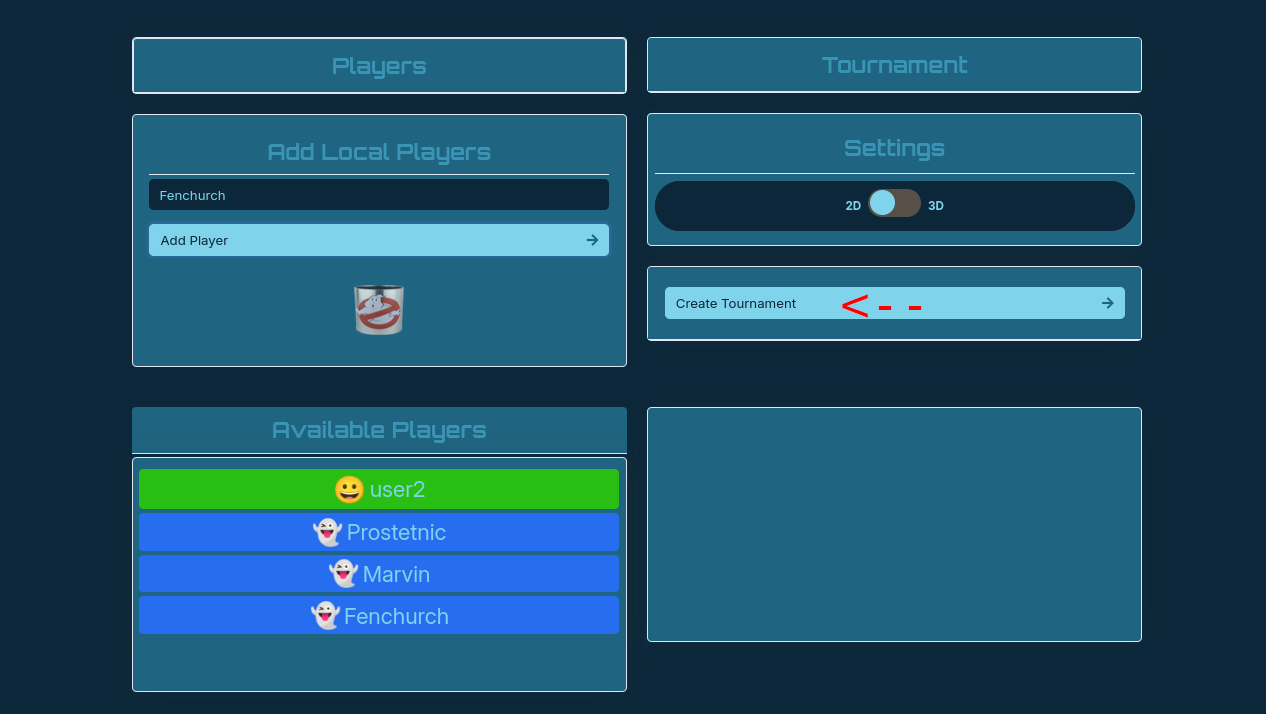 Players
Add Local Players
Fenchurch
Add Player
Available Players
user2
Prostetnic
Marvin
Fenchurch
Tournament
Settings
2D 3D
Create Tournament <- -